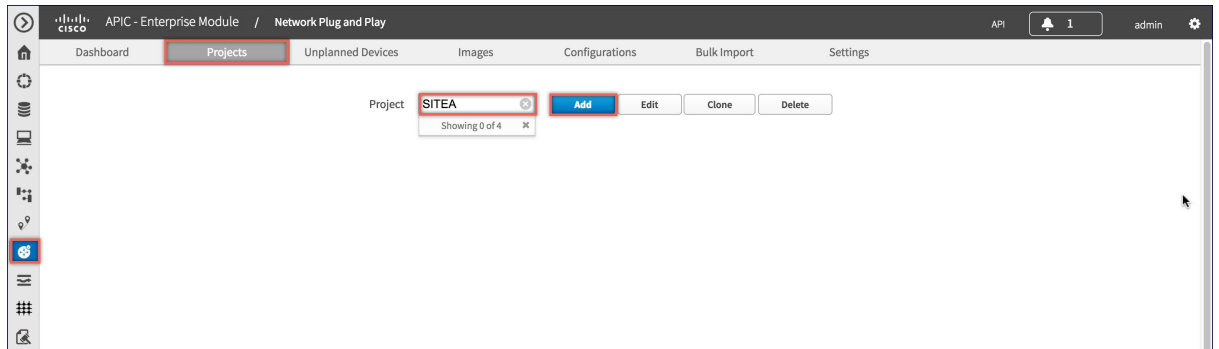 cisco APIC - Enterprise Module / Network Plug and Play API 1 admin
Dashboard Projects Unplanned Devices Images Configurations Bulk Import Settings
Project SITEA Add Edit Clone Delete
Showing 0 of 4